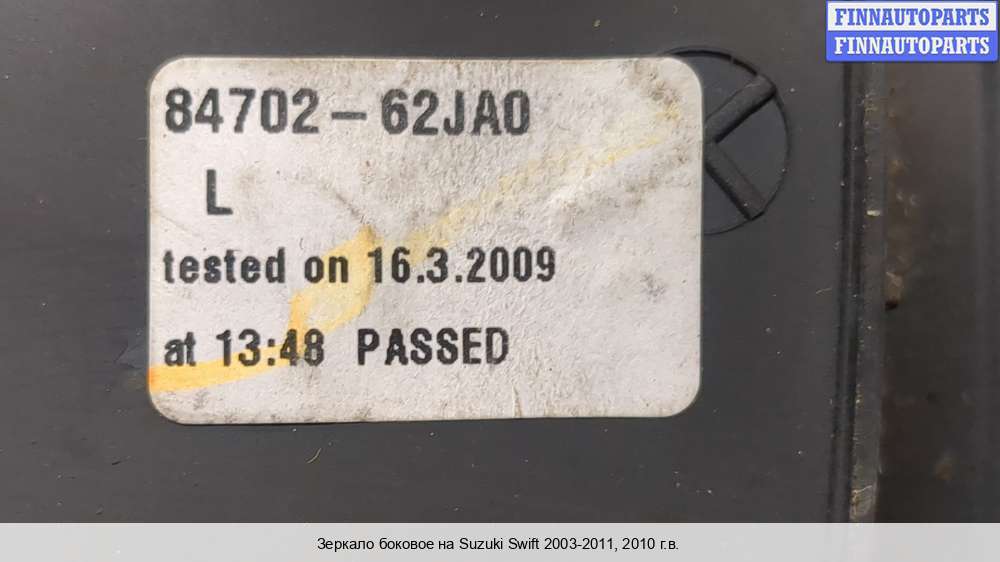 FINNAUTOPARTS
FINNAUTOPARTS
84702-62JA0
L
tested on 16.3.2009
at 13:48 PASSED
Зеркало боковое на Suzuki Swift 2003-2011, 2010 г.в.